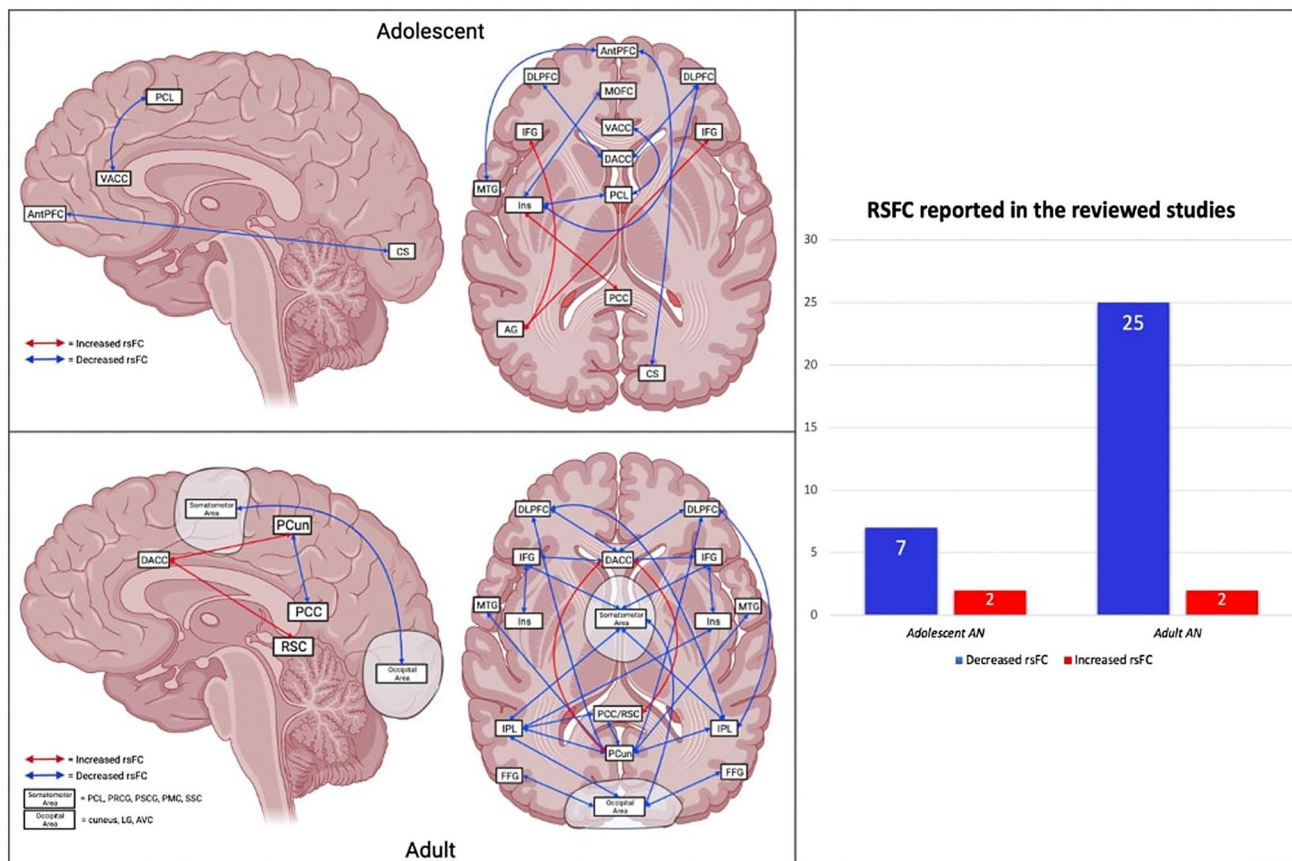 Adolescent
PCL
VACC
AntPFC
CS
= Increased rsFC
= Decreased rsFC
AntPFC
DLPFC
DLPFC
MOFC
IFG
VACC
IFG
DACC
MTG
PCL
Ins
PCC
AG
CS
Somatomotor
Area
PCun
DACC
PCC
RSC
Occipital
Area
= Increased rsFC
= Decreased rsFC
Somatomotor
Area
= PCL, PRCG, PSCG, PMC, SSC
Occipital
Area
= cuneus, LG, AVC
DLPFC
DLPFC
IFG
DACC
IFG
MTG
MTG
Ins
Somatomotor
Area
Ins
PCC/RSC
IPL
IPL
PCun
FFG
FFG
Occipital
Area
Adult
RSFC reported in the reviewed studies
30
25
20
15
10
5
0
7
2
25
2
Adolescent AN
Adult AN
Decreased rsFC
Increased rsFC